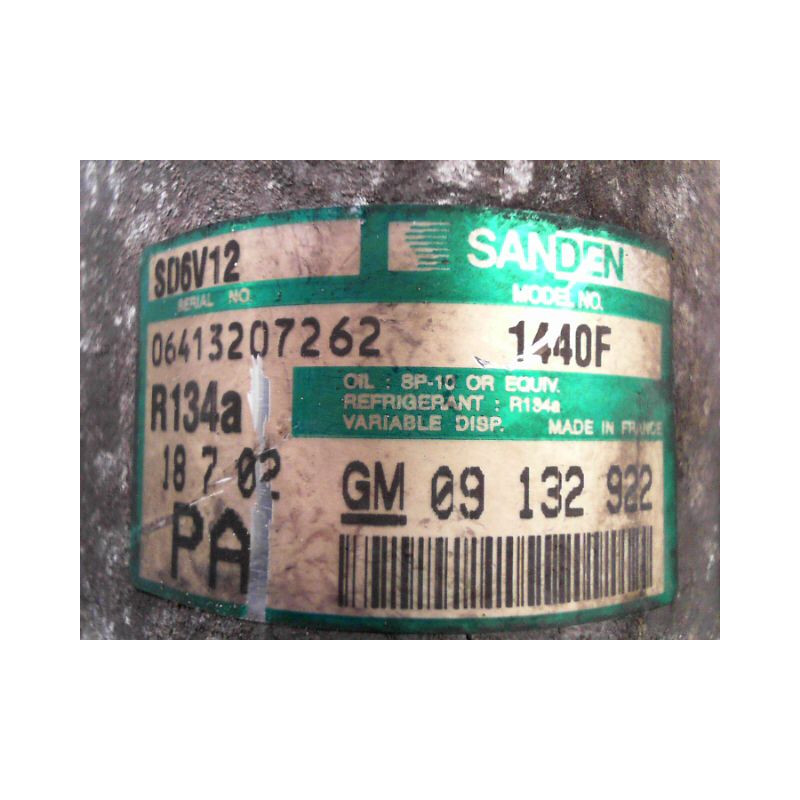 SD6V12 SANDEN
SERIAL NO. MODEL NO.
06413207262 1440F
R134a
OIL : SP-10 OR EQUIV.
REFRIGERANT : R134a
VARIABLE DISP. MADE IN FRANCE
18 7 02
GM 09 132 922
PA